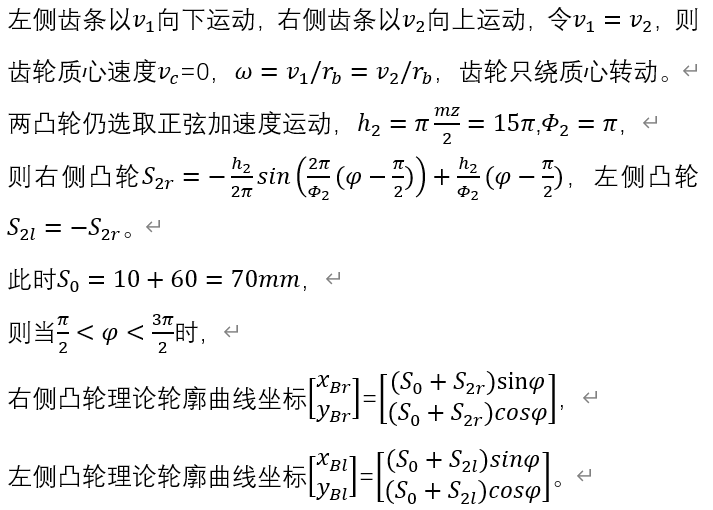 左侧齿条以$v_1$向下运动，右侧齿条以$v_2$向上运动，令$v_1 = v_2$，则
齿轮质心速度$v_c$=0，$\omega = v_1/r_b = v_2/r_b$，齿轮只绕质心转动。
两凸轮仍选取正弦加速度运动，$h_2 = \pi\frac{mz}{2} = 15\pi$,$\Phi_2 = \pi$，
则右侧凸轮$S_{2r} = -\frac{h_2}{2\pi}sin\left(\frac{2\pi}{\Phi_2}(\varphi - \frac{\pi}{2})\right) + \frac{h_2}{\Phi_2}(\varphi - \frac{\pi}{2})$，左侧凸轮
$S_{2l} = -S_{2r}$。
此时$S_0 = 10 + 60 = 70mm$，
则当$\frac{\pi}{2} < \varphi < \frac{3\pi}{2}$时，
右侧凸轮理论轮廓曲线坐标$\begin{bmatrix} x_{Br} \\ y_{Br} \end{bmatrix}$=$\begin{bmatrix} (S_0 + S_{2r})\sin\varphi \\ (S_0 + S_{2r})cos\varphi \end{bmatrix}$，
左侧凸轮理论轮廓曲线坐标$\begin{bmatrix} x_{Bl} \\ y_{Bl} \end{bmatrix}$=$\begin{bmatrix} (S_0 + S_{2l})sin\varphi \\ (S_0 + S_{2l})cos\varphi \end{bmatrix}$。